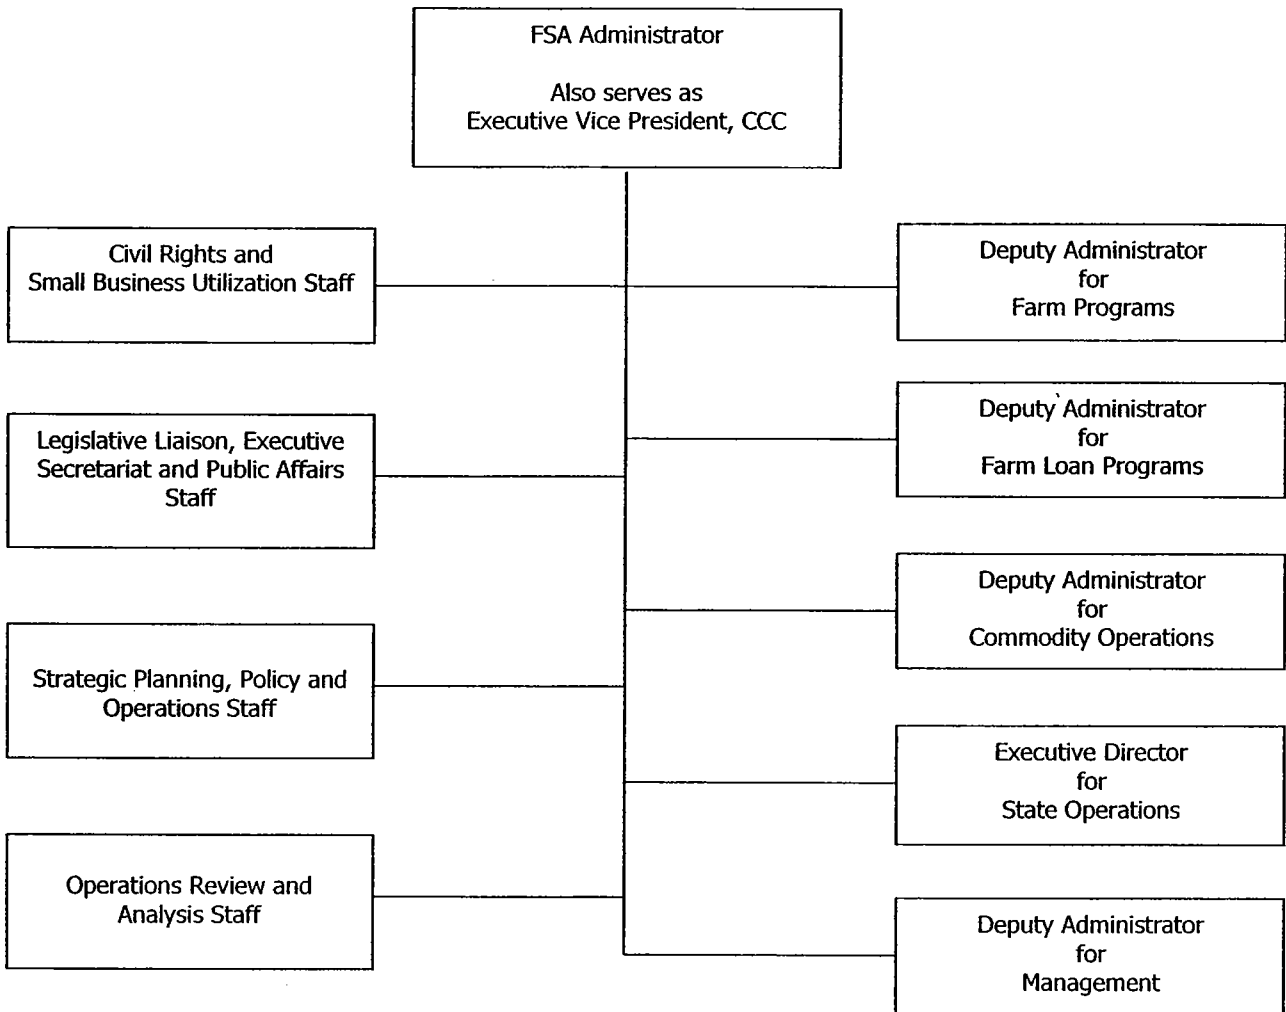 FSA Administrator
Also serves as
Executive Vice President, CCC
Civil Rights and
Small Business Utilization Staff
Legislative Liaison, Executive
Secretariat and Public Affairs
Staff
Strategic Planning, Policy and
Operations Staff
Operations Review and
Analysis Staff
Deputy Administrator
for
Farm Programs
Deputy Administrator
for
Farm Loan Programs
Deputy Administrator
for
Commodity Operations
Executive Director
for
State Operations
Deputy Administrator
for
Management